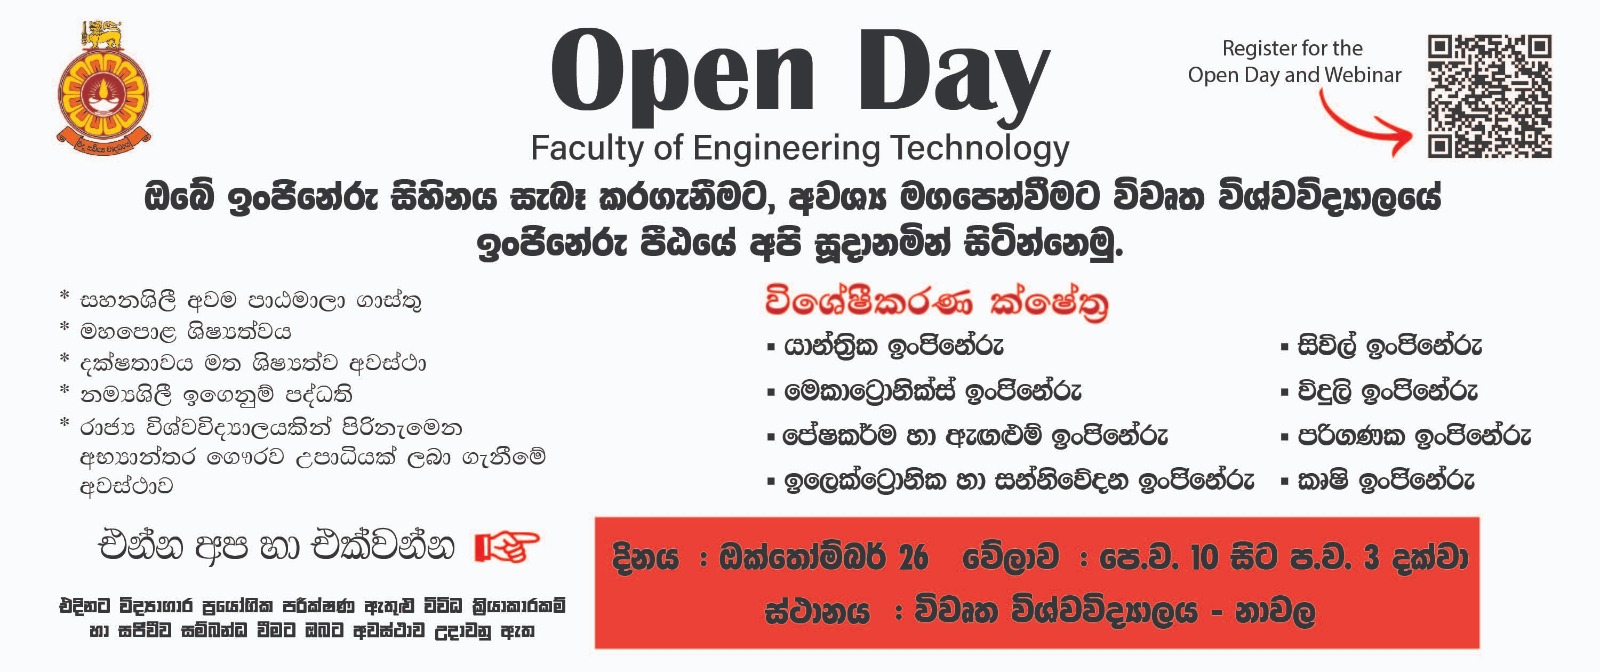 Open Day
Faculty of Engineering Technology
Register for the
Open Day and Webinar
ඔබේ ඉංජිනේරු සිහිනය සැබෑ කරගැනීමට, අවශ්‍ය මගපෙන්වීමට විවෘත විශ්වවිද්‍යාලයේ
ඉංජිනේරු පීඨයේ අපි සූදානමින් සිටින්නෙමු.
* සහනශිලී අවම පාඨමාලා ගාස්තු
* මහපොළ ශිෂ්‍යත්වය
* දක්ෂතාවය මත ශිෂ්‍යත්ව අවස්ථා
* නම්‍යශිලී ඉගෙනුම් පද්ධති
* රාජ්‍ය විශ්වවිද්‍යාලයකින් පිරිනැමෙන
අභ්‍යාන්තර ගෞරව උපාධියක් ලබා ගැනීමේ
අවස්ථාව
විශේෂීකරණ ක්ෂේත්‍ර
▪ යාන්ත්‍රික ඉංජිනේරු
▪ මෙකාට්‍රොනික්ස් ඉංජිනේරු
▪ පේෂකර්ම හා ඇඟළුම් ඉංජිනේරු
▪ ඉලෙක්ට්‍රොනික හා සන්නිවේදන ඉංජිනේරු
▪ සිවිල් ඉංජිනේරු
▪ විදුලි ඉංජිනේරු
▪ පරිගණක ඉංජිනේරු
▪ කෘෂි ඉංජිනේරු
එන්න අප හා එක්වන්න
එදිනට විද්‍යාගාර ප්‍රයෝගික පරීක්ෂණ ඇතුළු විවිධ ක්‍රියාකාරකම්
හා සජිවීව සම්බන්ධ වීමට ඔබට අවස්ථාව උදාවනු ඇත
දිනය : ඔක්තෝම්බර් 26 වේලාව : පෙ.ව. 10 සිට ප.ව. 3 දක්වා
ස්ථානය : විවෘත විශ්වවිද්‍යාලය - නාවල